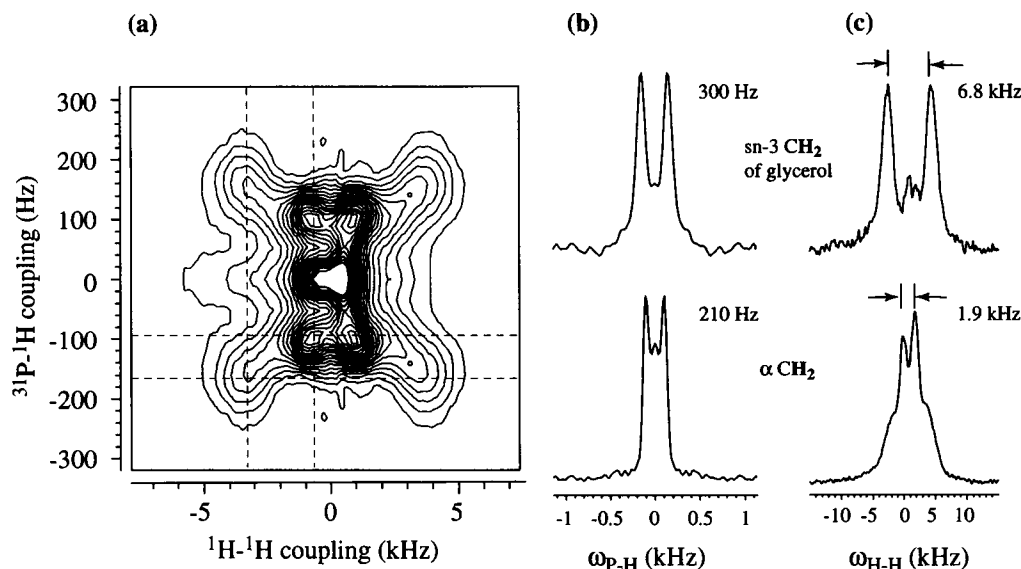 (a)
(b)
(c)
300
200
100
0
-100
-200
-300
³¹P-¹H coupling (Hz)
-5
0
5
¹H-¹H coupling (kHz)
300 Hz
6.8 kHz
sn-3 CH₂
of glycerol
210 Hz
1.9 kHz
α CH₂
-1 -0.5 0 0.5 1
ω_P-H (kHz)
-10 -5 0 5 10
ω_H-H (kHz)